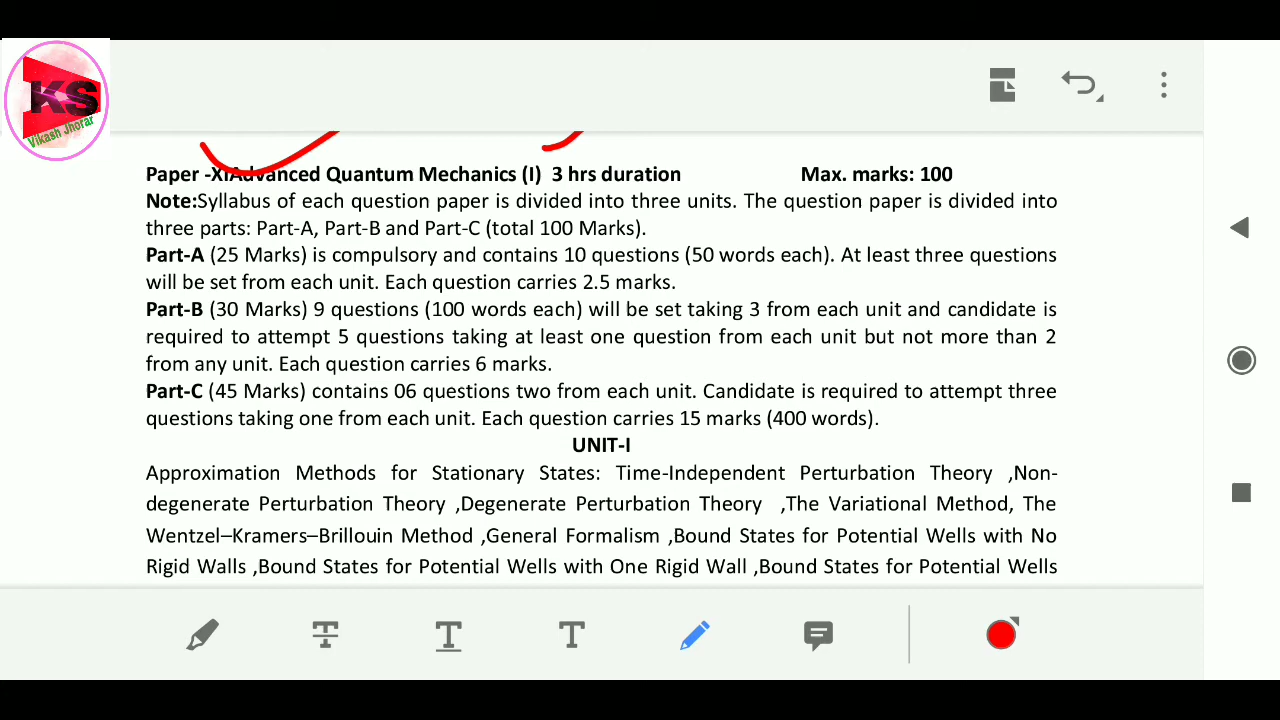 KS
Vikash Jhorar
Paper -XIAdvanced Quantum Mechanics (I) 3 hrs duration Max. marks: 100
Note:Syllabus of each question paper is divided into three units. The question paper is divided into
three parts: Part-A, Part-B and Part-C (total 100 Marks).
Part-A (25 Marks) is compulsory and contains 10 questions (50 words each). At least three questions
will be set from each unit. Each question carries 2.5 marks.
Part-B (30 Marks) 9 questions (100 words each) will be set taking 3 from each unit and candidate is
required to attempt 5 questions taking at least one question from each unit but not more than 2
from any unit. Each question carries 6 marks.
Part-C (45 Marks) contains 06 questions two from each unit. Candidate is required to attempt three
questions taking one from each unit. Each question carries 15 marks (400 words).
UNIT-I
Approximation Methods for Stationary States: Time-Independent Perturbation Theory ,Non-
degenerate Perturbation Theory ,Degenerate Perturbation Theory ,The Variational Method, The
Wentzel–Kramers–Brillouin Method ,General Formalism ,Bound States for Potential Wells with No
Rigid Walls ,Bound States for Potential Wells with One Rigid Wall ,Bound States for Potential Wells
T T T